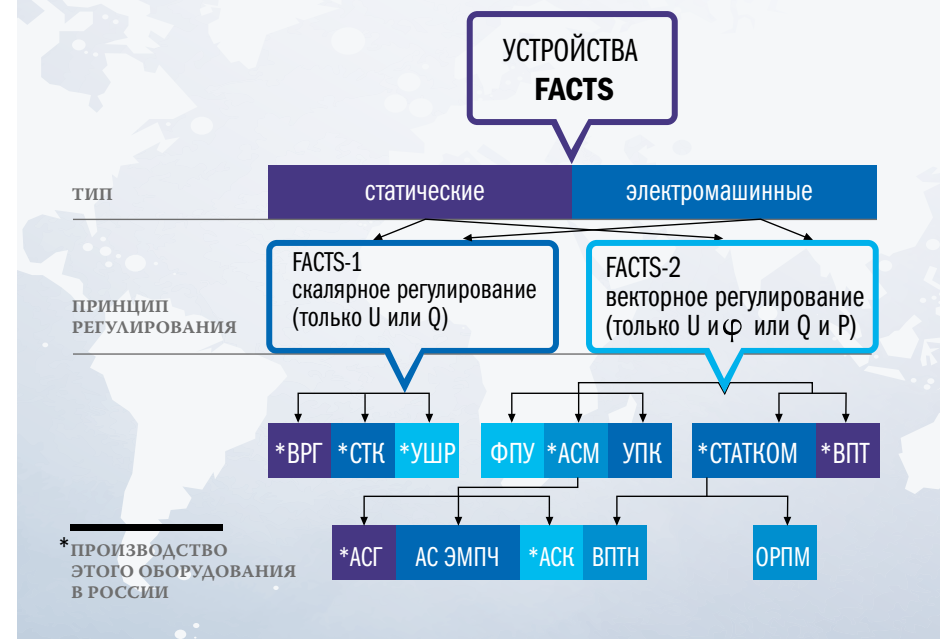 УСТРОЙСТВА
FACTS
ТИП
статические
электромашинные
ПРИНЦИП
РЕГУЛИРОВАНИЯ
FACTS-1
скалярное регулирование
(только U или Q)
FACTS-2
векторное регулирование
(только U и φ или Q и P)
*ВРГ
*СТК
*УШР
ФПУ
*АСМ
УПК
*СТАТКОМ
*ВПТ
*АСГ
АС ЭМПЧ
*АСК
ВПТН
ОРПМ
*ПРОИЗВОДСТВО
ЭТОГО ОБОРУДОВАНИЯ
В РОССИИ